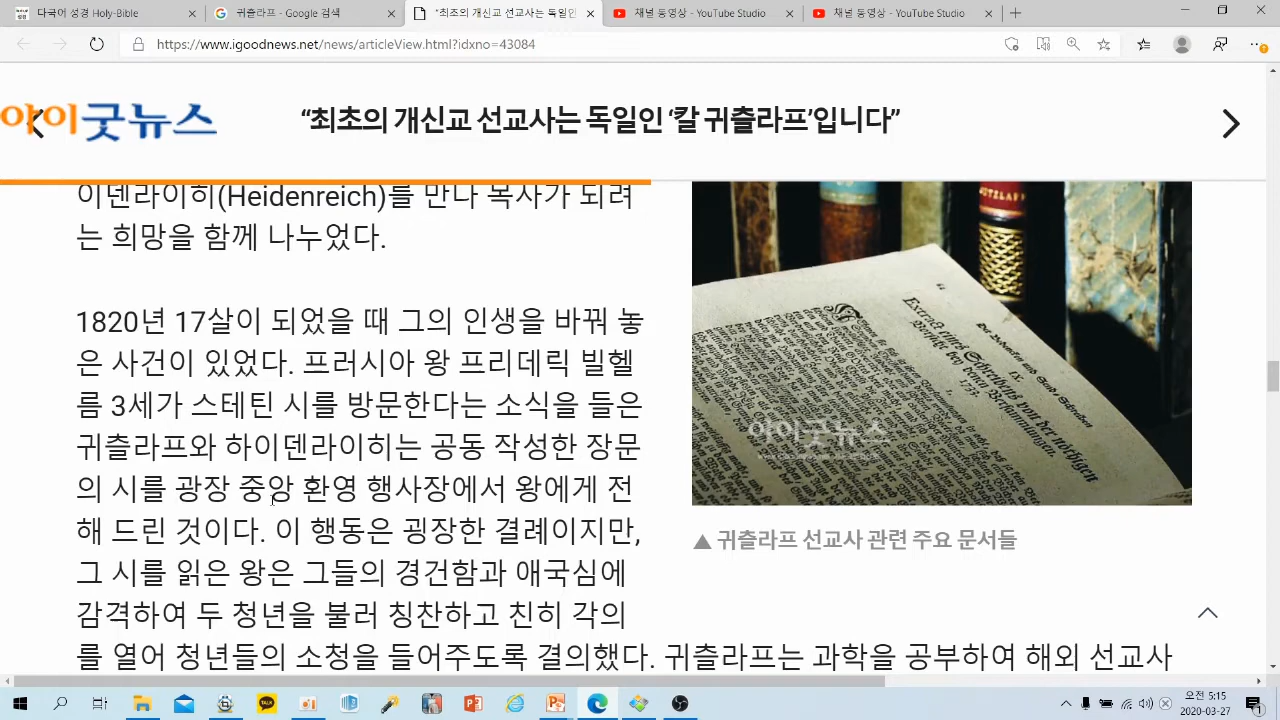 다국어 성경 Holy-Bible
귀츨라프 - Google 검색
"최초의 개신교 선교사는 독일인
채널 동영상 - YouTube Studio
채널 동영상 - YouTube Studio
https://www.igoodnews.net/news/articleView.html?idxno=43084
아이굿뉴스
“최초의 개신교 선교사는 독일인 ‘칼 귀츨라프’입니다”
이덴라이히(Heidenreich)를 만나 목사가 되려
는 희망을 함께 나누었다.
1820년 17살이 되었을 때 그의 인생을 바꿔 놓
은 사건이 있었다. 프러시아 왕 프리데릭 빌헬
름 3세가 스테틴 시를 방문한다는 소식을 들은
귀츨라프와 하이덴라이히는 공동 작성한 장문
의 시를 광장 중앙 환영 행사장에서 왕에게 전
해 드린 것이다. 이 행동은 굉장한 결례이지만,
그 시를 읽은 왕은 그들의 경건함과 애국심에
감격하여 두 청년을 불러 칭찬하고 친히 각의
를 열어 청년들의 소청을 들어주도록 결의했다. 귀츨라프는 과학을 공부하여 해외 선교사
IX.
1733.
아이굿뉴스
▲ 귀츨라프 선교사 관련 주요 문서들
TALK
오전 5:15
2020-03-27